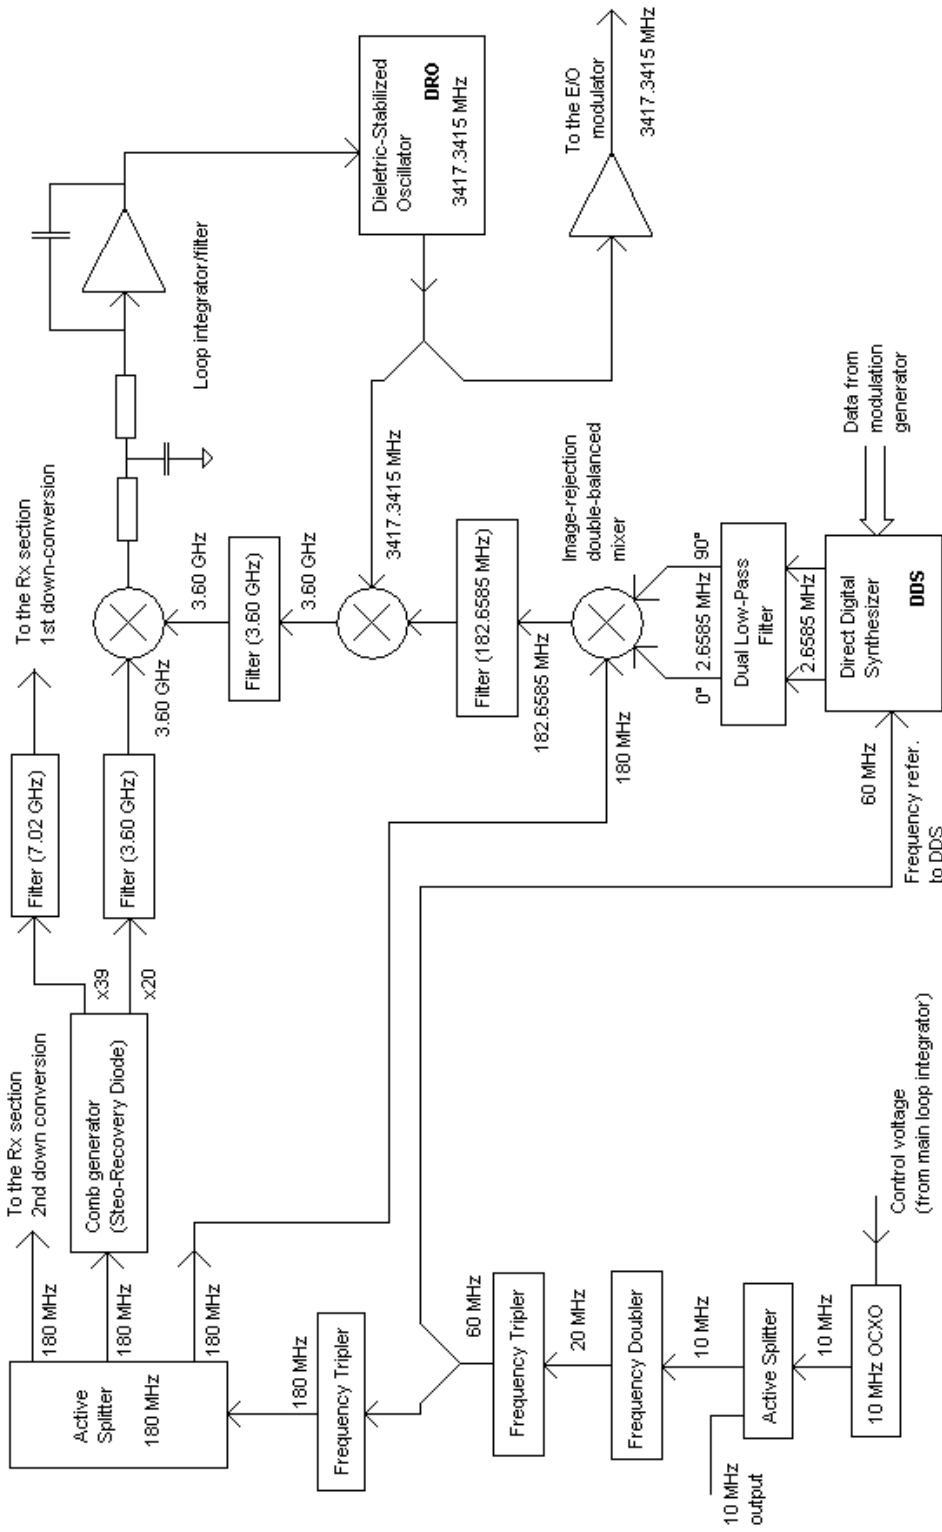 To the Rx section
2nd down conversion
To the Rx section
1st down-conversion
Active
Splitter
180 MHz
180 MHz
180 MHz
180 MHz
Comb generator
(Steo-Recovery Diode)
x39
x20
Filter (7.02 GHz)
Filter (3.60 GHz)
3.60 GHz
Loop integrator/filter
3.60 GHz
Filter (3.60 GHz)
3.60 GHz
3417.3415 MHz
Dieletric-Stabilized
Oscillator
DRO
3417.3415 MHz
180 MHz
Frequency Tripler
60 MHz
Frequency Tripler
20 MHz
Frequency Doubler
10 MHz
Active Splitter
10 MHz
10 MHz OCXO
10 MHz
output
Control voltage
(from main loop integrator)
Filter (182.6585 MHz)
182.6585 MHz
180 MHz
Image-rejection
double-balanced
mixer
0°
2.6585 MHz
90°
Dual Low-Pass
Filter
2.6585 MHz
Direct Digital
Synthesizer
DDS
60 MHz
Frequency refer.
to DDS
Data from
modulation
generator
To the E/O
modulator
3417.3415 MHz